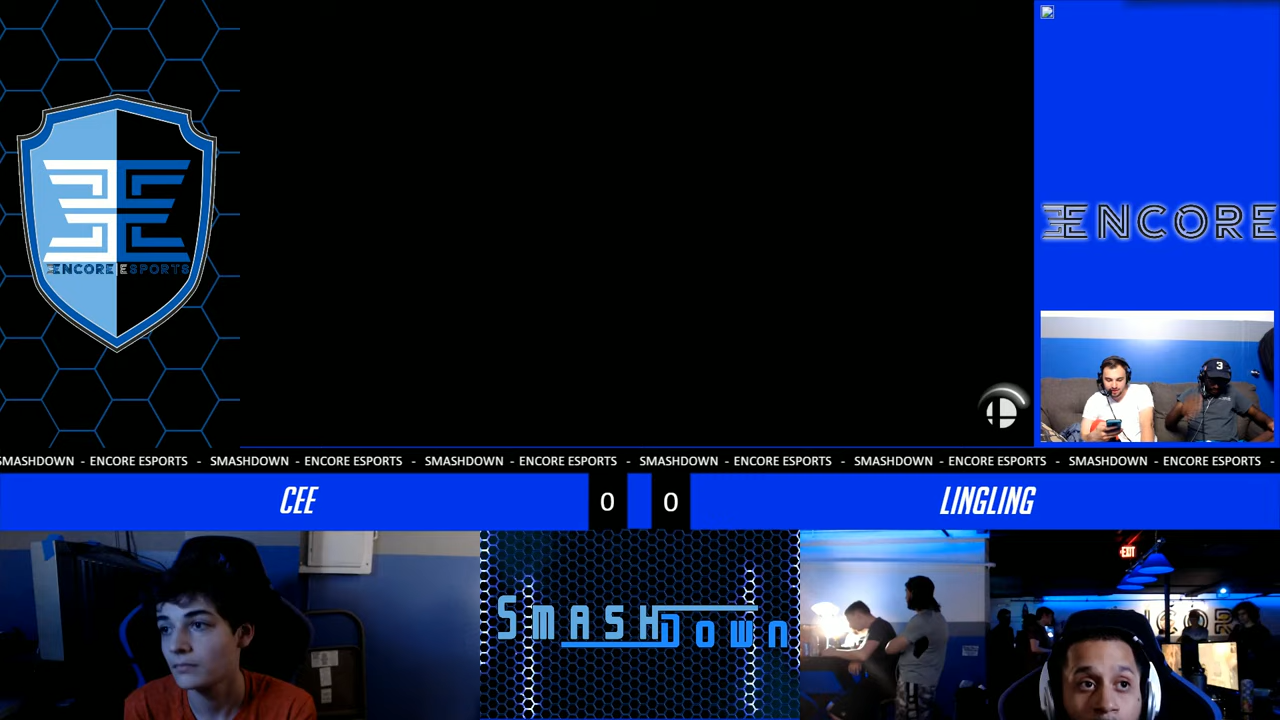 ENCORE ESPORTS
ENCORE
3
SMASHDOWN - ENCORE ESPORTS - SMASHDOWN - ENCORE ESPORTS - SMASHDOWN - ENCORE ESPORTS - SMASHDOWN - ENCORE ESPORTS - SMASHDOWN - ENCORE ESPORTS - SMASHDOWN - ENCORE ESPORTS -
CEE
0
0
LINGLING
EXIT
SMASHDOWN